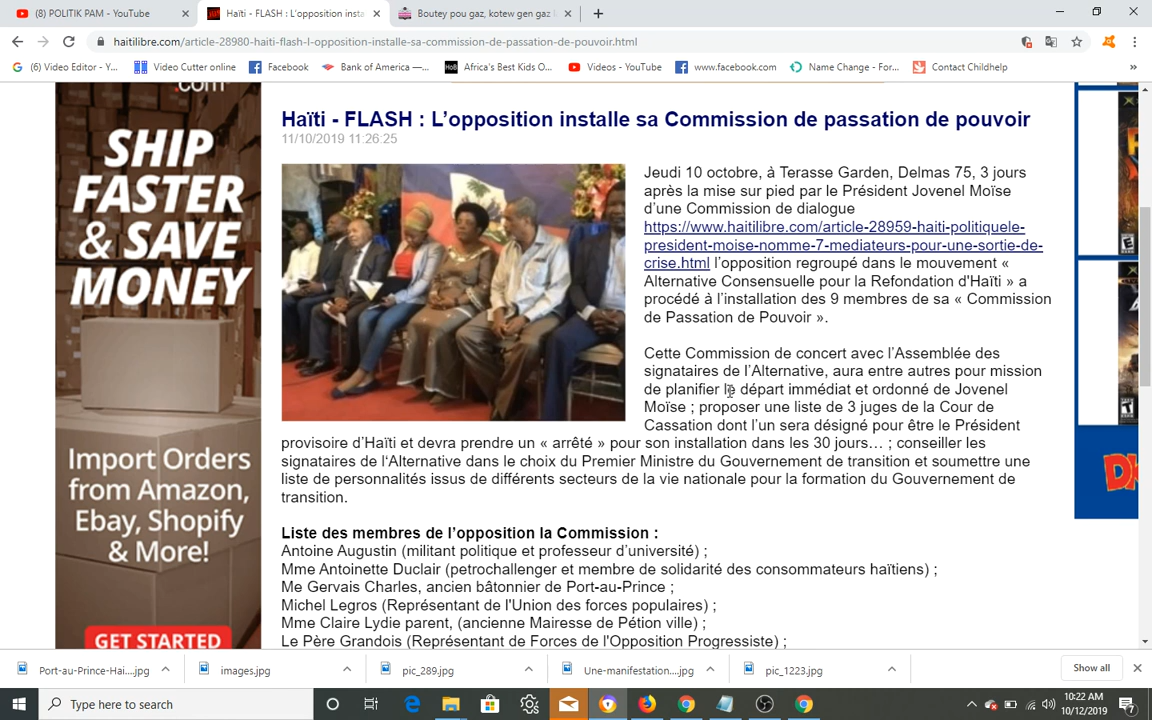 (8) POLITIK PAM - YouTube
Haïti - FLASH : L'opposition insta
Boutey pou gaz, kotew gen gaz
haitilibre.com/article-28980-haiti-flash-l-opposition-installe-sa-commission-de-passation-de-pouvoir.html
(6) Video Editor - Y...
Video Cutter online
Facebook
Bank of America —...
Africa's Best Kids O...
Videos - YouTube
www.facebook.com
Name Change - For...
Contact Childhelp
.com
SHIP
FASTER
& SAVE
MONEY
Import Orders
from Amazon,
Ebay, Shopify
& More!
GET STARTED
Haïti - FLASH : L'opposition installe sa Commission de passation de pouvoir
11/10/2019 11:26:25
Jeudi 10 octobre, à Terasse Garden, Delmas 75, 3 jours
après la mise sur pied par le Président Jovenel Moïse
d'une Commission de dialogue
https://www.haitilibre.com/article-28959-haiti-politiquele-
president-moise-nomme-7-mediateurs-pour-une-sortie-de-
crise.html l'opposition regroupé dans le mouvement «
Alternative Consensuelle pour la Refondation d'Haïti » a
procédé à l'installation des 9 membres de sa « Commission
de Passation de Pouvoir ».
Cette Commission de concert avec l'Assemblée des
signataires de l'Alternative, aura entre autres pour mission
de planifier le départ immédiat et ordonné de Jovenel
Moïse ; proposer une liste de 3 juges de la Cour de
Cassation dont l'un sera désigné pour être le Président
provisoire d'Haïti et devra prendre un « arrêté » pour son installation dans les 30 jours… ; conseiller les
signataires de l'Alternative dans le choix du Premier Ministre du Gouvernement de transition et soumettre une
liste de personnalités issus de différents secteurs de la vie nationale pour la formation du Gouvernement de
transition.
Liste des membres de l'opposition la Commission :
Antoine Augustin (militant politique et professeur d'université) ;
Mme Antoinette Duclair (petrochallenger et membre de solidarité des consommateurs haïtiens) ;
Me Gervais Charles, ancien bâtonnier de Port-au-Prince ;
Michel Legros (Représentant de l'Union des forces populaires) ;
Mme Claire Lydie parent, (ancienne Mairesse de Pétion ville) ;
Le Père Grandois (Représentant de Forces de l'Opposition Progressiste) ;
Port-au-Prince-Hai....jpg
images.jpg
pic_289.jpg
Une-manifestation....jpg
pic_1223.jpg
Show all
Type here to search
10:22 AM
10/12/2019
7